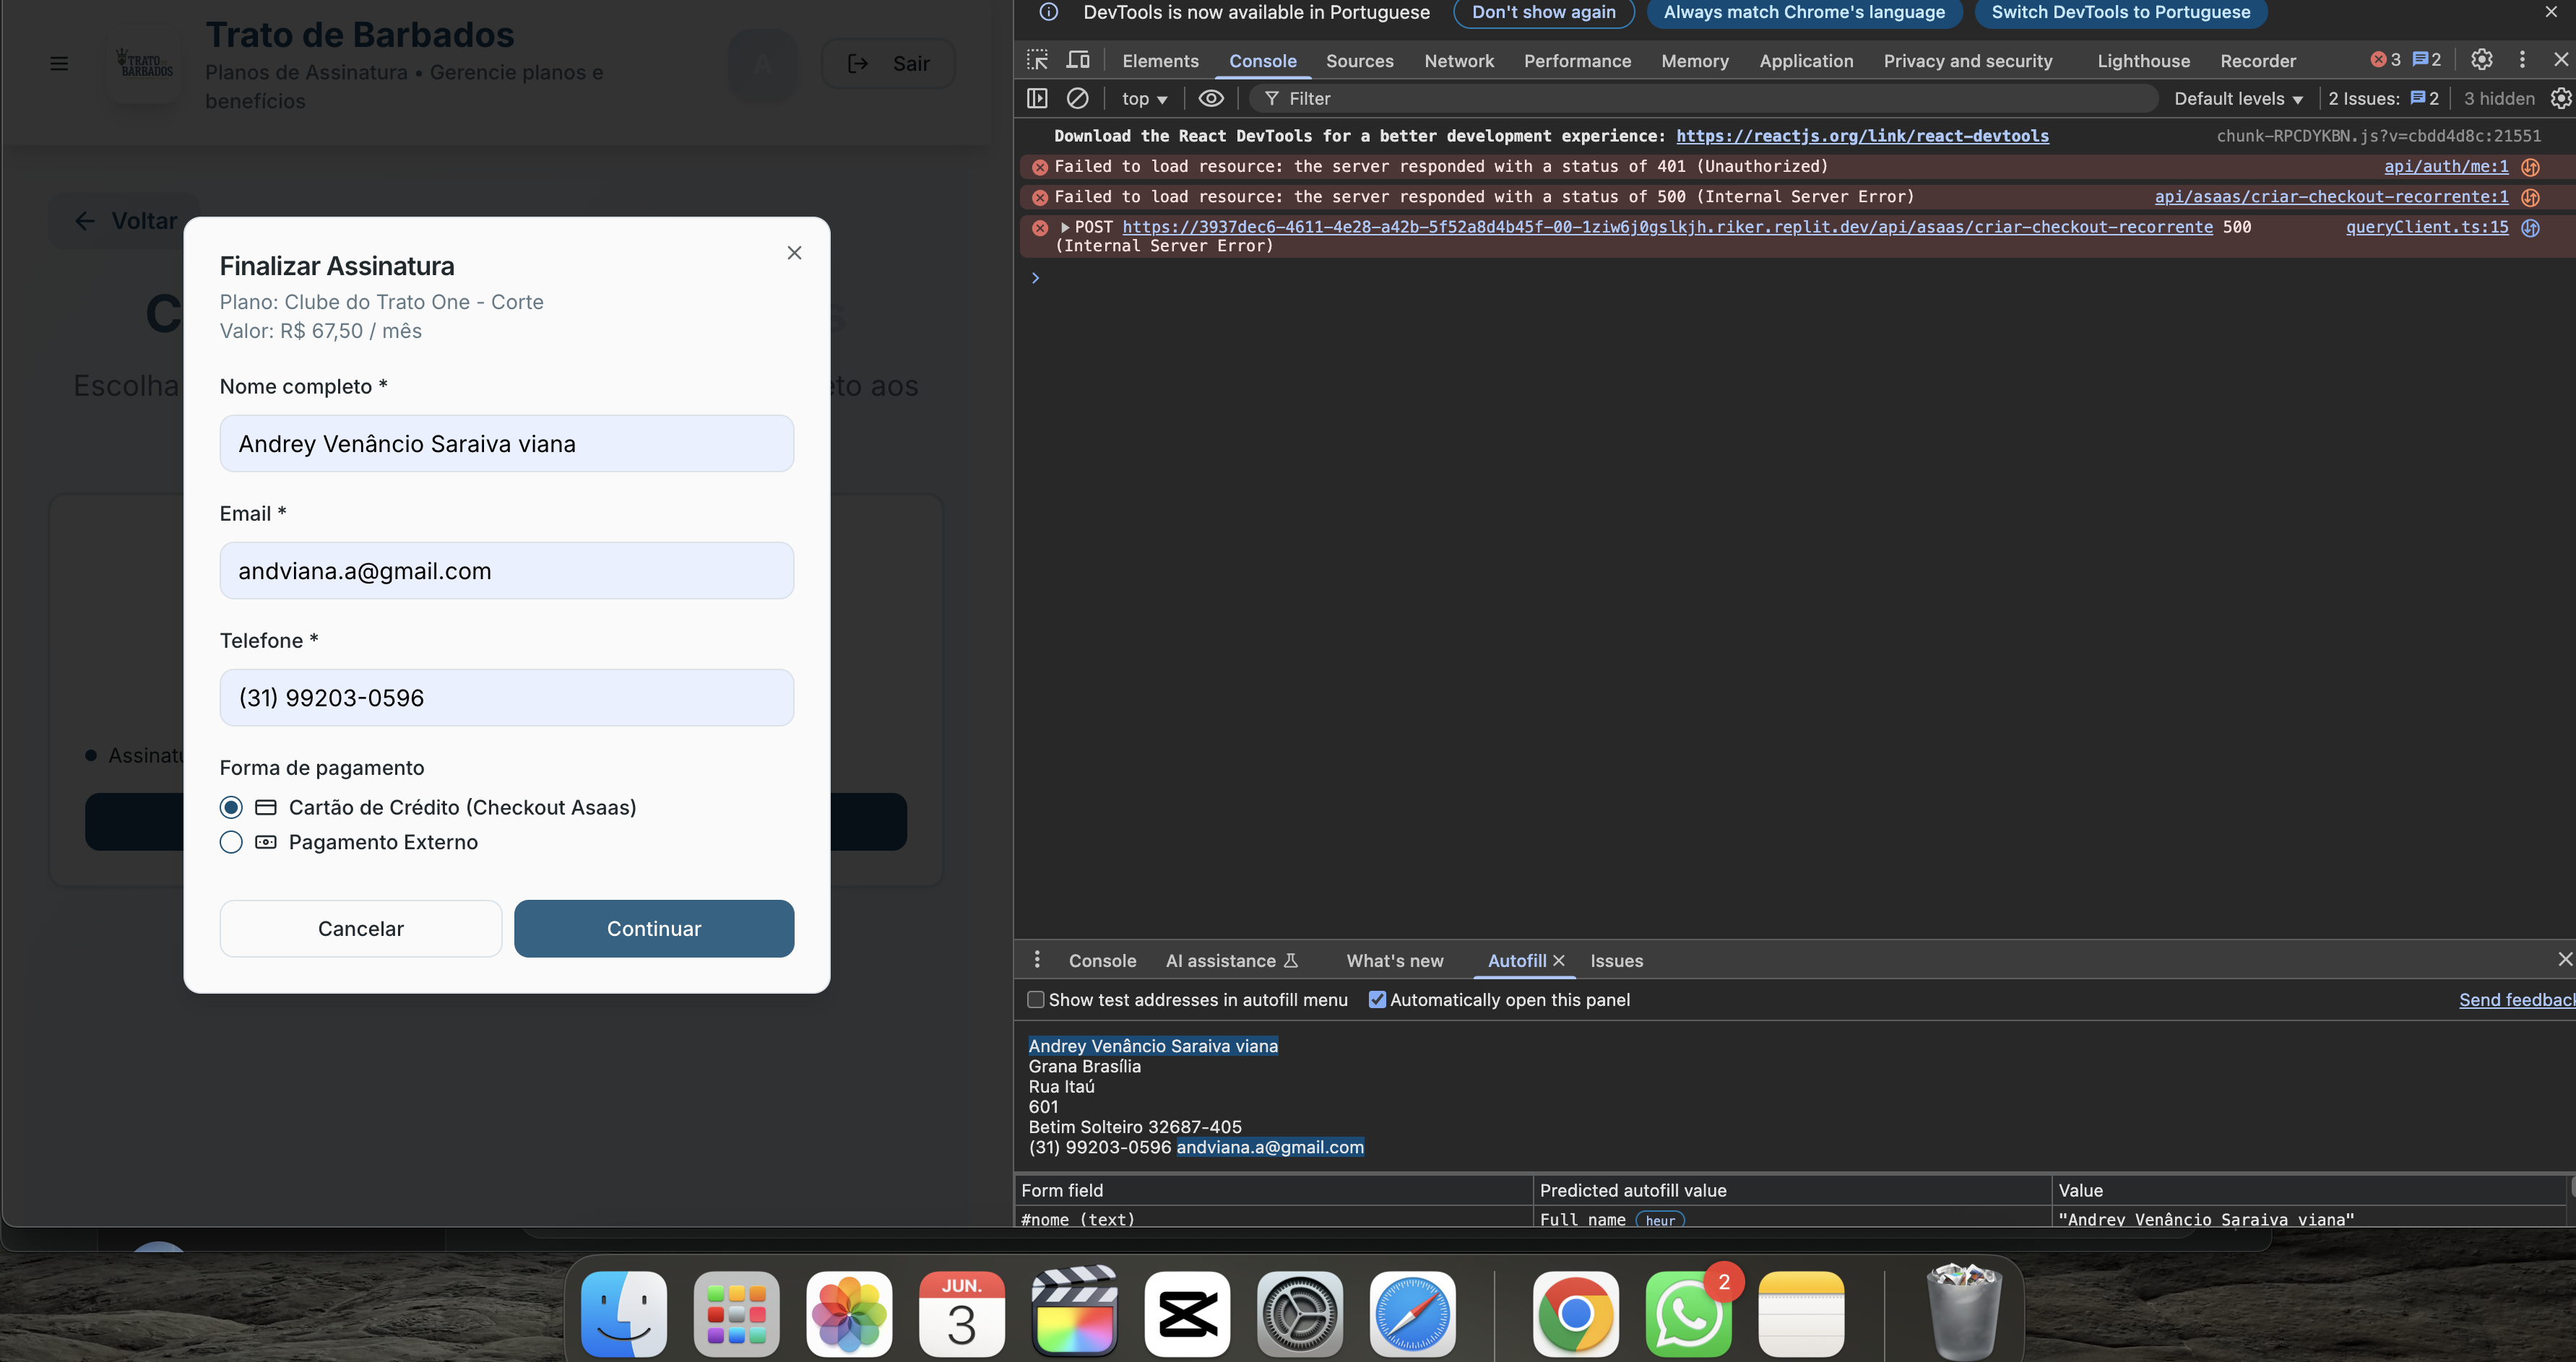 Trato de Barbados
TRATO DE
BARBADOS
Planos de Assinatura • Gerencie planos e
benefícios
A
Sair
Voltar
C
s
Escolha
eto aos
Assinatu
Finalizar Assinatura
Plano: Clube do Trato One - Corte
Valor: R$ 67,50 / mês
Nome completo *
Andrey Venâncio Saraiva viana
Email *
andviana.a@gmail.com
Telefone *
(31) 99203-0596
Forma de pagamento
Cartão de Crédito (Checkout Asaas)
Pagamento Externo
Cancelar
Continuar
DevTools is now available in Portuguese
Don't show again
Always match Chrome's language
Switch DevTools to Portuguese
Elements
Console
Sources
Network
Performance
Memory
Application
Privacy and security
Lighthouse
Recorder
3
2
top
Filter
Default levels
2 Issues:
2
3 hidden
Download the React DevTools for a better development experience: https://reactjs.org/link/react-devtools
chunk-RPCDYKBN.js?v=cbdd4d8c:21551
Failed to load resource: the server responded with a status of 401 (Unauthorized)
api/auth/me:1
Failed to load resource: the server responded with a status of 500 (Internal Server Error)
api/asaas/criar-checkout-recorrente:1
POST https://3937dec6-4611-4e28-a42b-5f52a8d4b45f-00-1ziw6j0gslkjh.riker.replit.dev/api/asaas/criar-checkout-recorrente 500
(Internal Server Error)
queryClient.ts:15
Console
AI assistance
What's new
Autofill
Issues
Show test addresses in autofill menu
Automatically open this panel
Send feedback
Andrey Venâncio Saraiva viana
Grana Brasília
Rua Itaú
601
Betim Solteiro 32687-405
(31) 99203-0596 andviana.a@gmail.com
Form field
Predicted autofill value
Value
#nome (text)
Full name heur
"Andrey Venâncio Saraiva viana"
JUN.
3
2